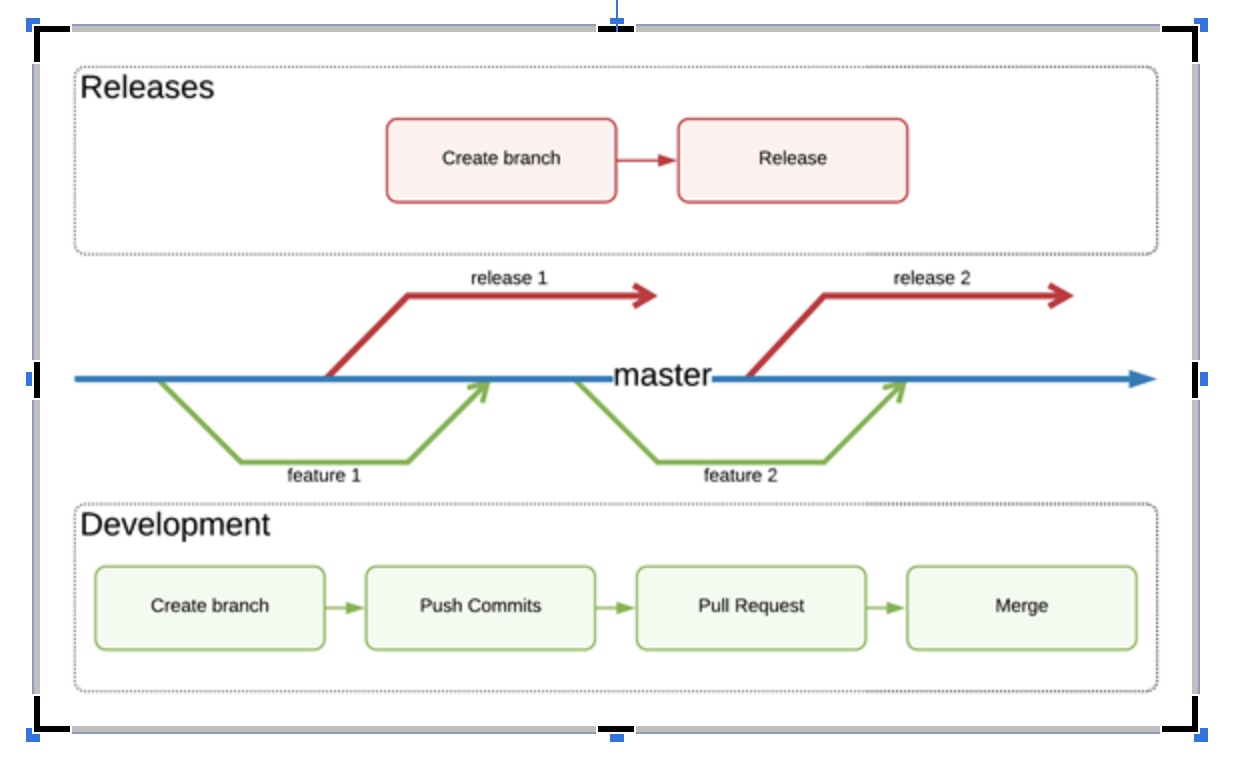 Releases
Create branch
Release
release 1
release 2
master
feature 1
feature 2
Development
Create branch
Push Commits
Pull Request
Merge